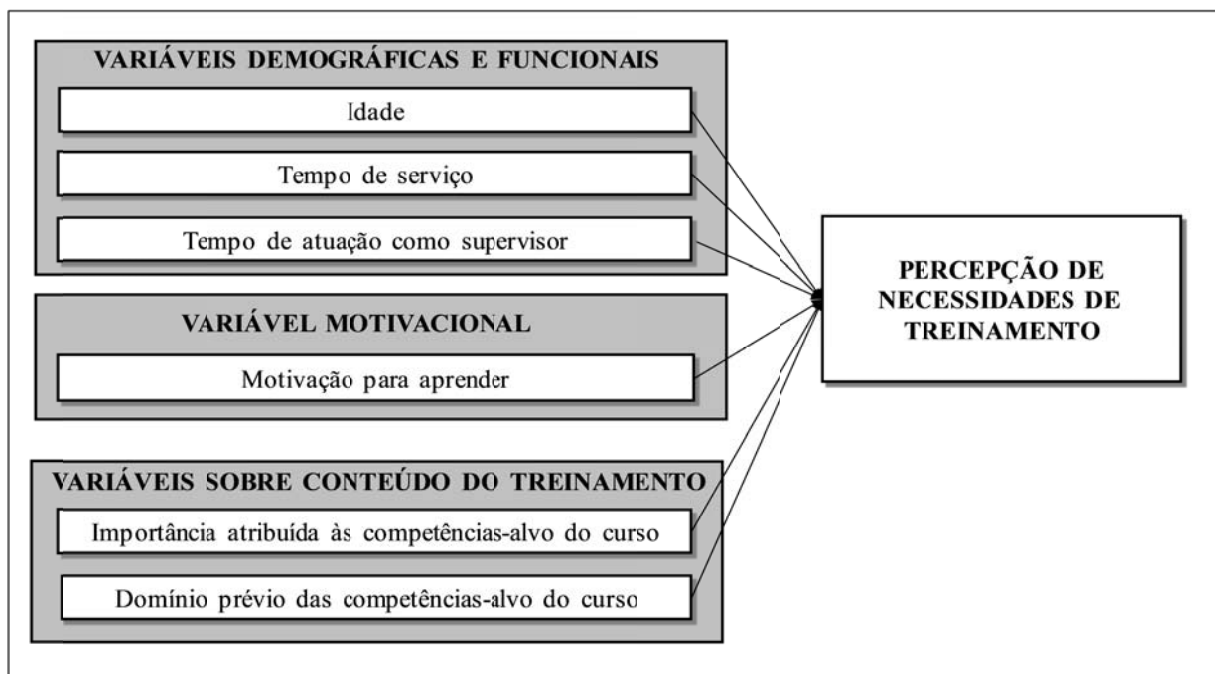 VARIÁVEIS DEMOGRÁFICAS E FUNCIONAIS
Idade
Tempo de serviço
Tempo de atuação como supervisor
VARIÁVEL MOTIVACIONAL
Motivação para aprender
VARIÁVEIS SOBRE CONTEÚDO DO TREINAMENTO
Importância atribuída às competências-alvo do curso
Domínio prévio das competências-alvo do curso
PERCEPÇÃO DE
NECESSIDADES DE
TREINAMENTO